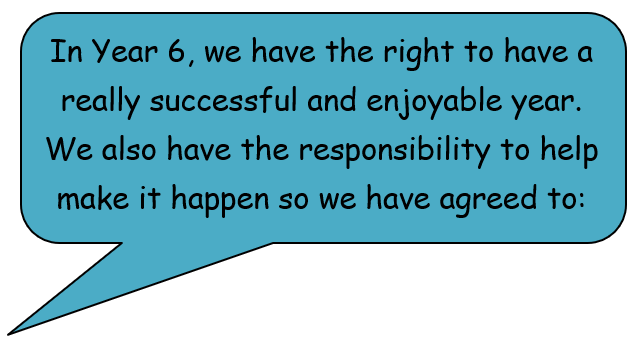 In Year 6, we have the right to have a
really successful and enjoyable year.
We also have the responsibility to help
make it happen so we have agreed to: